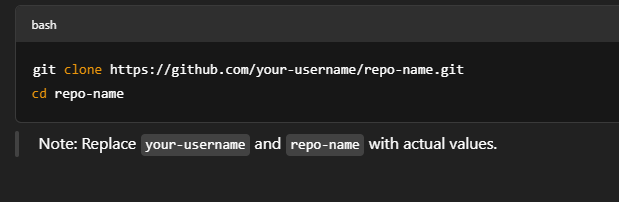 bash
git clone https://github.com/your-username/repo-name.git
cd repo-name
Note: Replace your-username and repo-name with actual values.